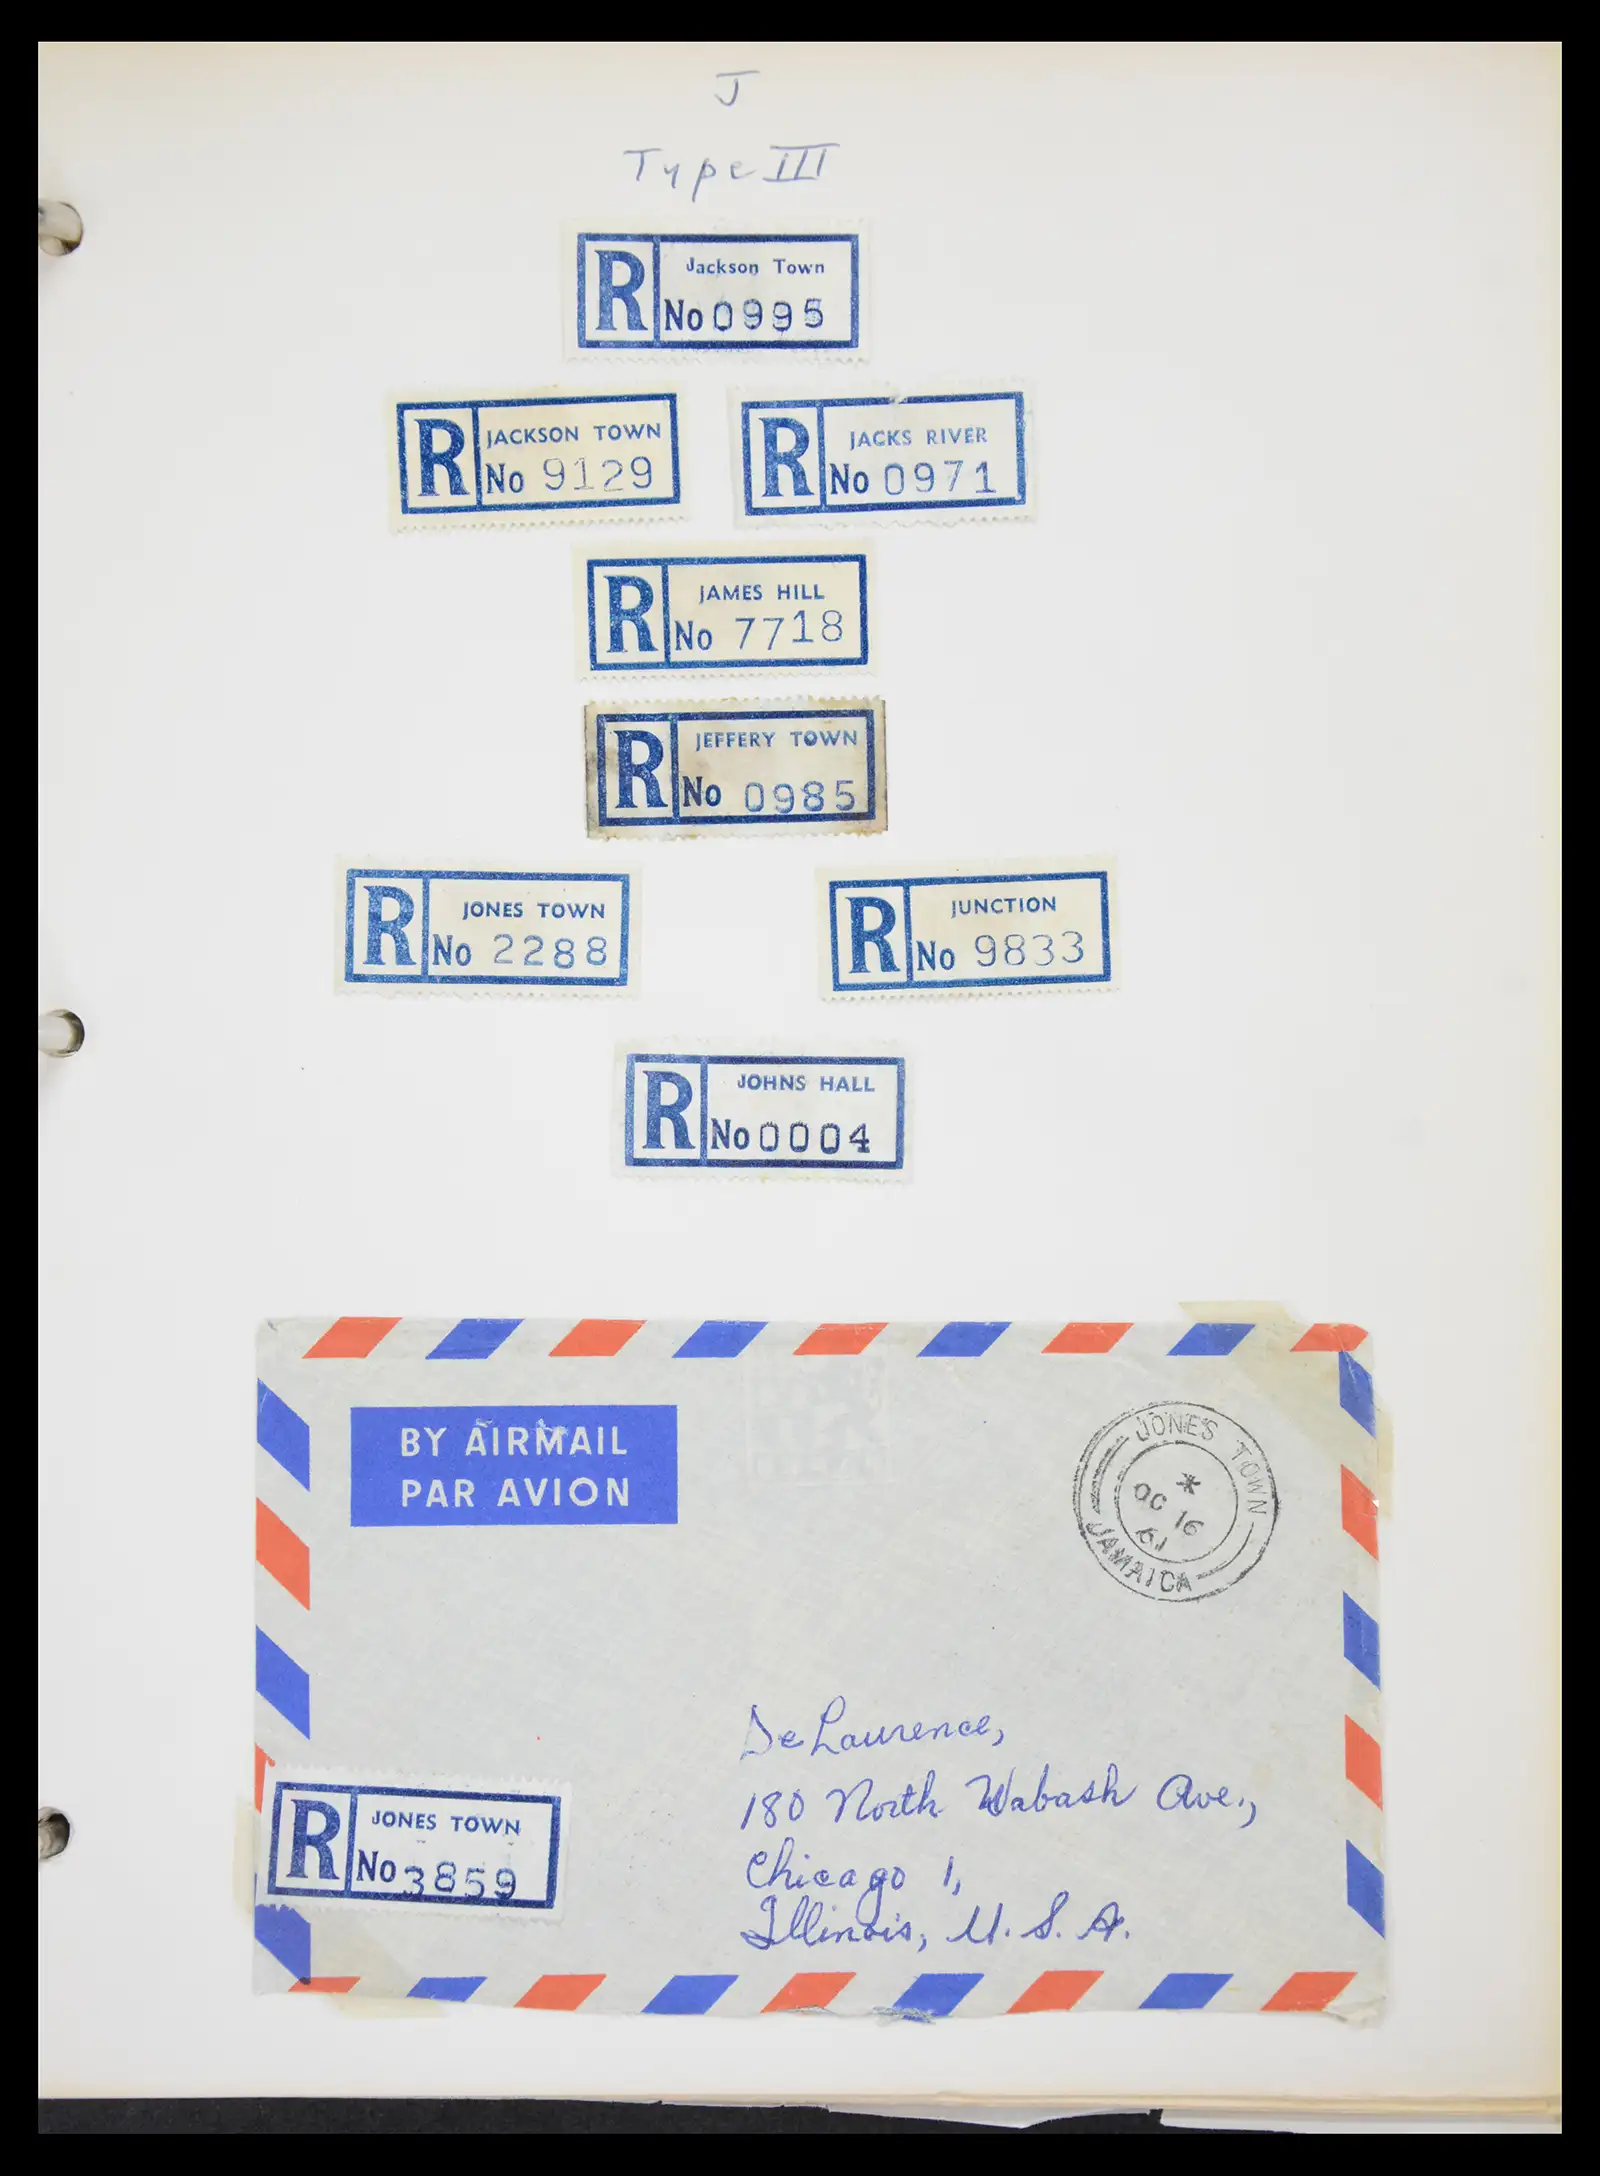 J
Type III
R
Jackson Town
No 0995
R
JACKSON TOWN
No 9129
R
JACKS RIVER
No 0971
R
JAMES HILL
No 7718
R
JEFFERY TOWN
No 0985
R
JONES TOWN
No 2288
R
JUNCTION
No 9833
R
JOHNS HALL
No 0004
BY AIRMAIL
PAR AVION
JONES TOWN
*
OC 16
61
JAMAICA
DeLaurence,
180 North Wabash Ave.,
Chicago 1,
Illinois, U.S.A.
R
JONES TOWN
No 3859